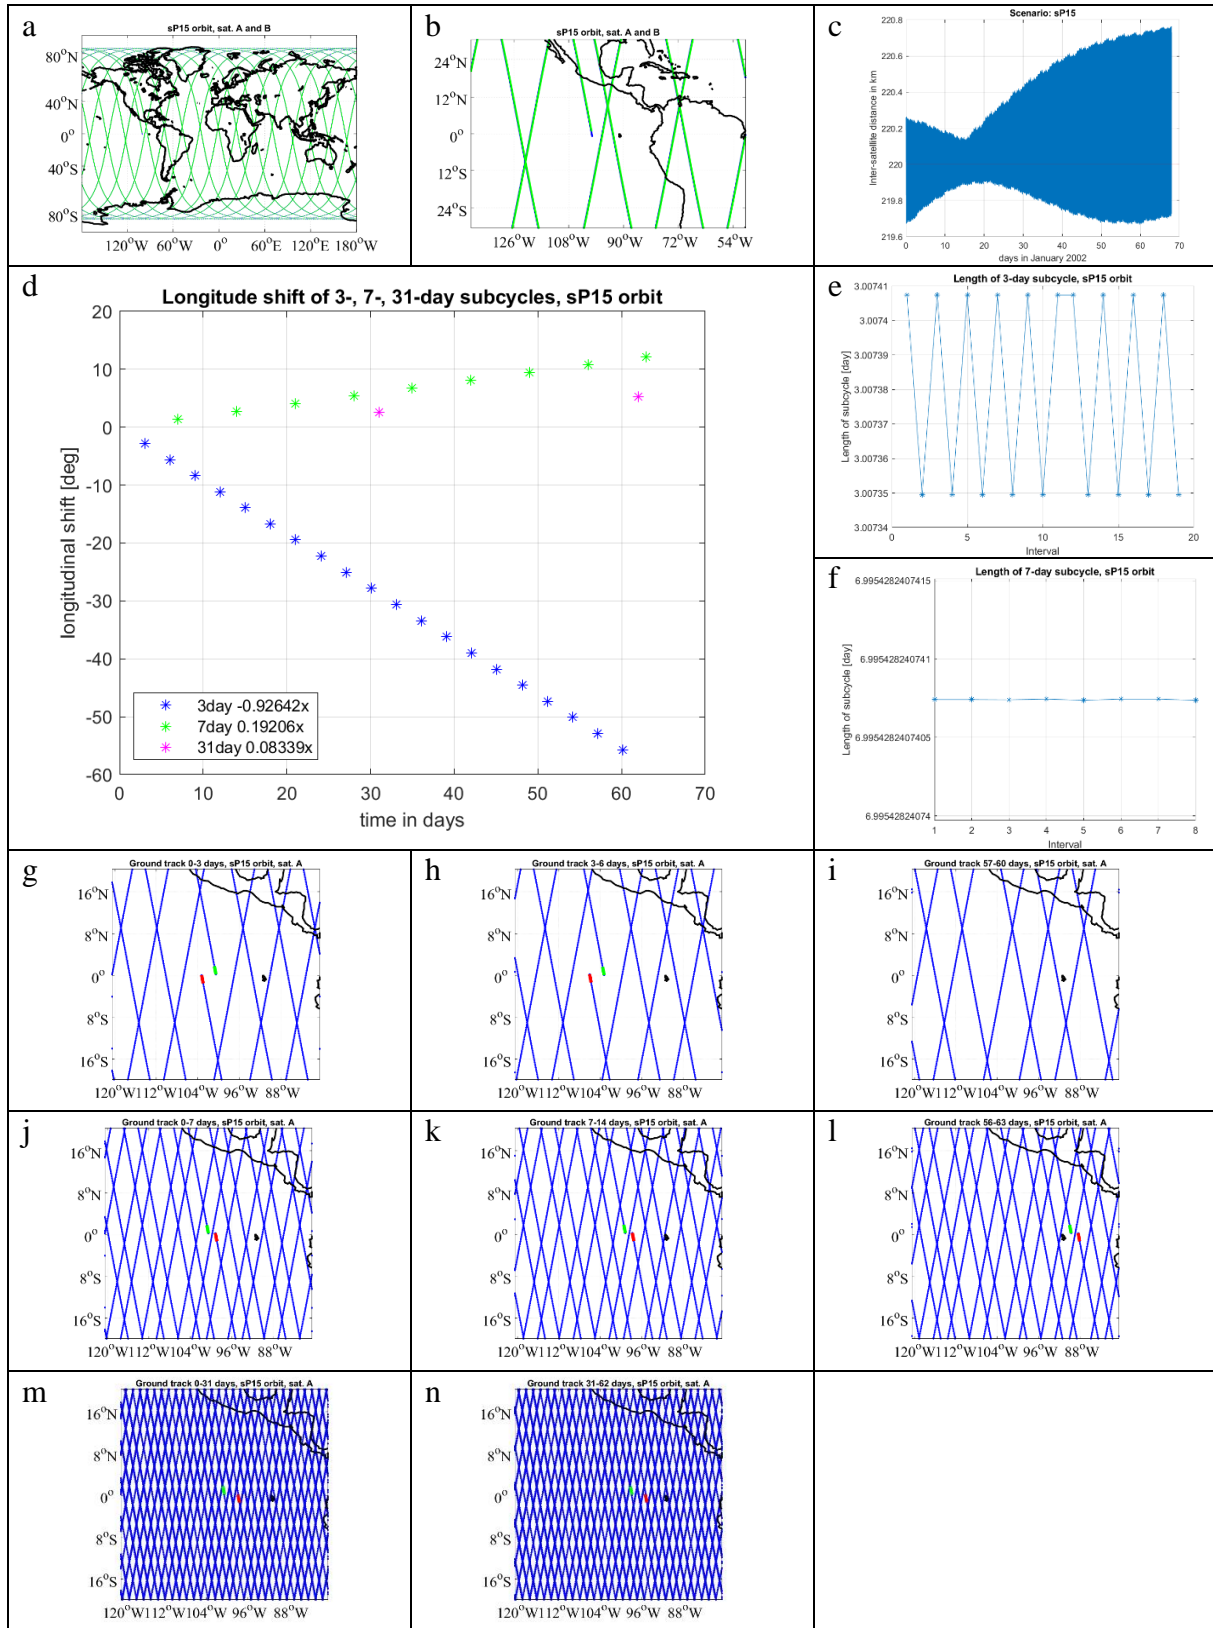 a
sP15 orbit, sat. A and B
80°N
40°N
0°
40°S
80°S
120°W 60°W 0° 60°E 120°E 180°W
b
sP15 orbit, sat. A and B
24°N
12°N
0°
12°S
24°S
126°W 108°W 90°W 72°W 54°W
c
Scenario: sP15
Inter-satellite distance in km
220.8
220.6
220.4
220.2
220
219.8
219.6
0 10 20 30 40 50 60 70
days in January 2002
d
Longitude shift of 3-, 7-, 31-day subcycles, sP15 orbit
longitudinal shift [deg]
20
10
0
-10
-20
-30
-40
-50
-60
3day -0.92642x
7day 0.19206x
31day 0.08339x
0 10 20 30 40 50 60 70
time in days
e
Length of 3-day subcycle, sP15 orbit
Length of subcycle [day]
3.00741
3.0074
3.00739
3.00738
3.00737
3.00736
3.00735
3.00734
0 5 10 15 20
Interval
f
Length of 7-day subcycle, sP15 orbit
Length of subcycle [day]
6.9954282407415
6.995428240741
6.9954282407405
6.99542824074
1 2 3 4 5 6 7 8
Interval
g
Ground track 0-3 days, sP15 orbit, sat. A
16°N
8°N
0°
8°S
16°S
120°W 112°W 104°W 96°W 88°W
h
Ground track 3-6 days, sP15 orbit, sat. A
16°N
8°N
0°
8°S
16°S
120°W 112°W 104°W 96°W 88°W
i
Ground track 57-60 days, sP15 orbit, sat. A
16°N
8°N
0°
8°S
16°S
120°W 112°W 104°W 96°W 88°W
j
Ground track 0-7 days, sP15 orbit, sat. A
16°N
8°N
0°
8°S
16°S
120°W 112°W 104°W 96°W 88°W
k
Ground track 7-14 days, sP15 orbit, sat. A
16°N
8°N
0°
8°S
16°S
120°W 112°W 104°W 96°W 88°W
l
Ground track 56-63 days, sP15 orbit, sat. A
16°N
8°N
0°
8°S
16°S
120°W 112°W 104°W 96°W 88°W
m
Ground track 0-31 days, sP15 orbit, sat. A
16°N
8°N
0°
8°S
16°S
120°W 112°W 104°W 96°W 88°W
n
Ground track 31-62 days, sP15 orbit, sat. A
16°N
8°N
0°
8°S
16°S
120°W 112°W 104°W 96°W 88°W